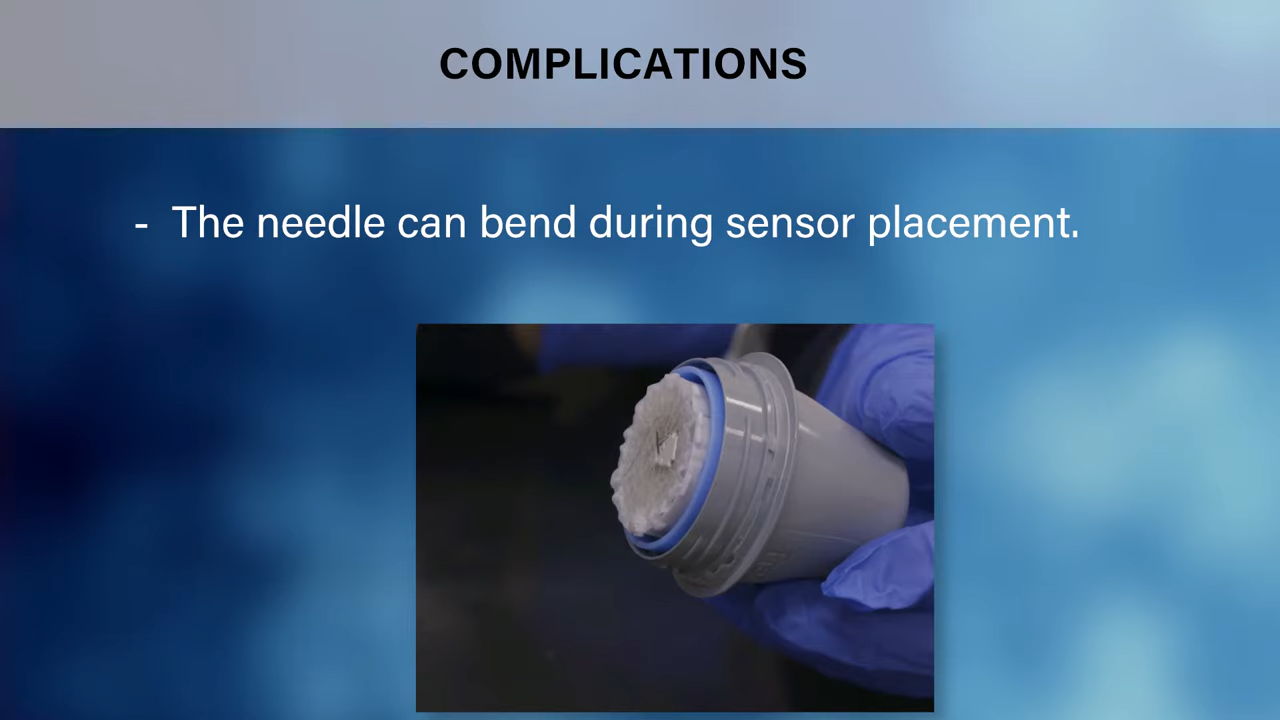 COMPLICATIONS
- The needle can bend during sensor placement.